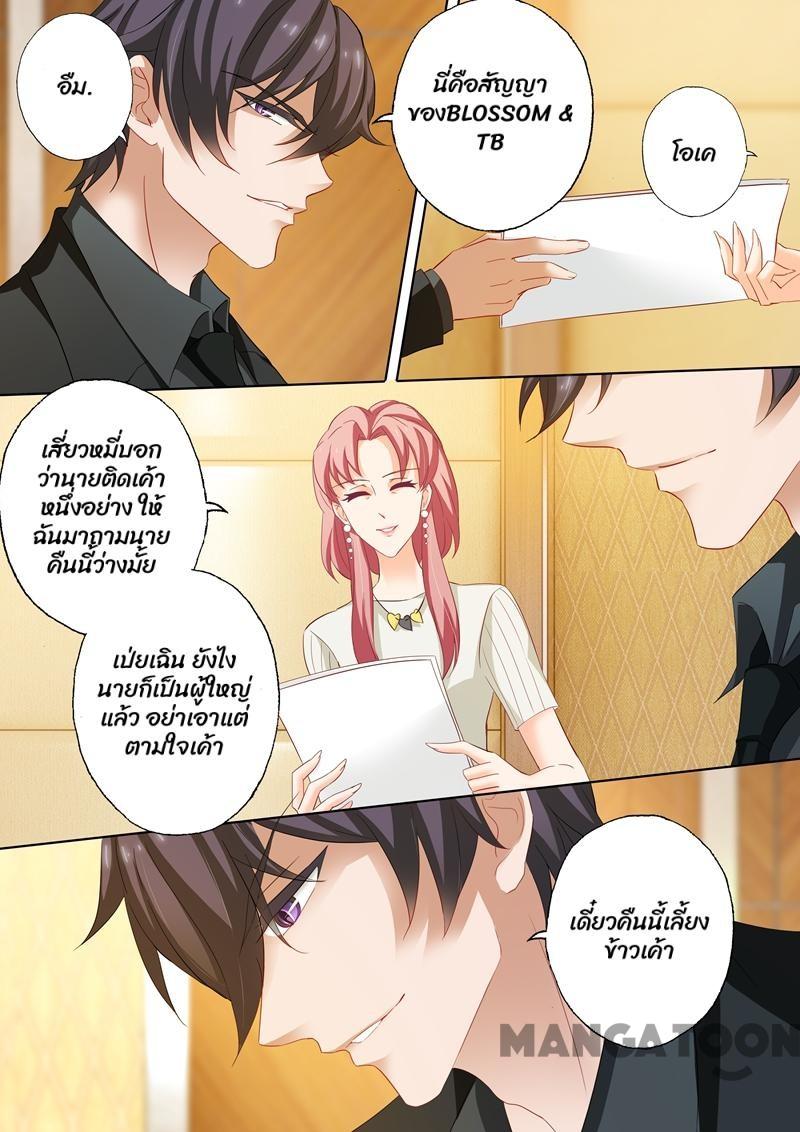 อืม.
นี่คือสัญญา
ของBLOSSOM &
TB
โอเค
เสี่ยวหมี่บอก
ว่านายติดเค้า
หนึ่งอย่าง ให้
ฉันมาถามนาย
คืนนี้ว่างมั้ย
เป่ยเฉิน ยังไง
นายก็เป็นผู้ใหญ่
แล้ว อย่าเอาแต่
ตามใจเค้า
เดี๋ยวคืนนี้เลี้ยง
ข้าวเค้า
MANGATOON